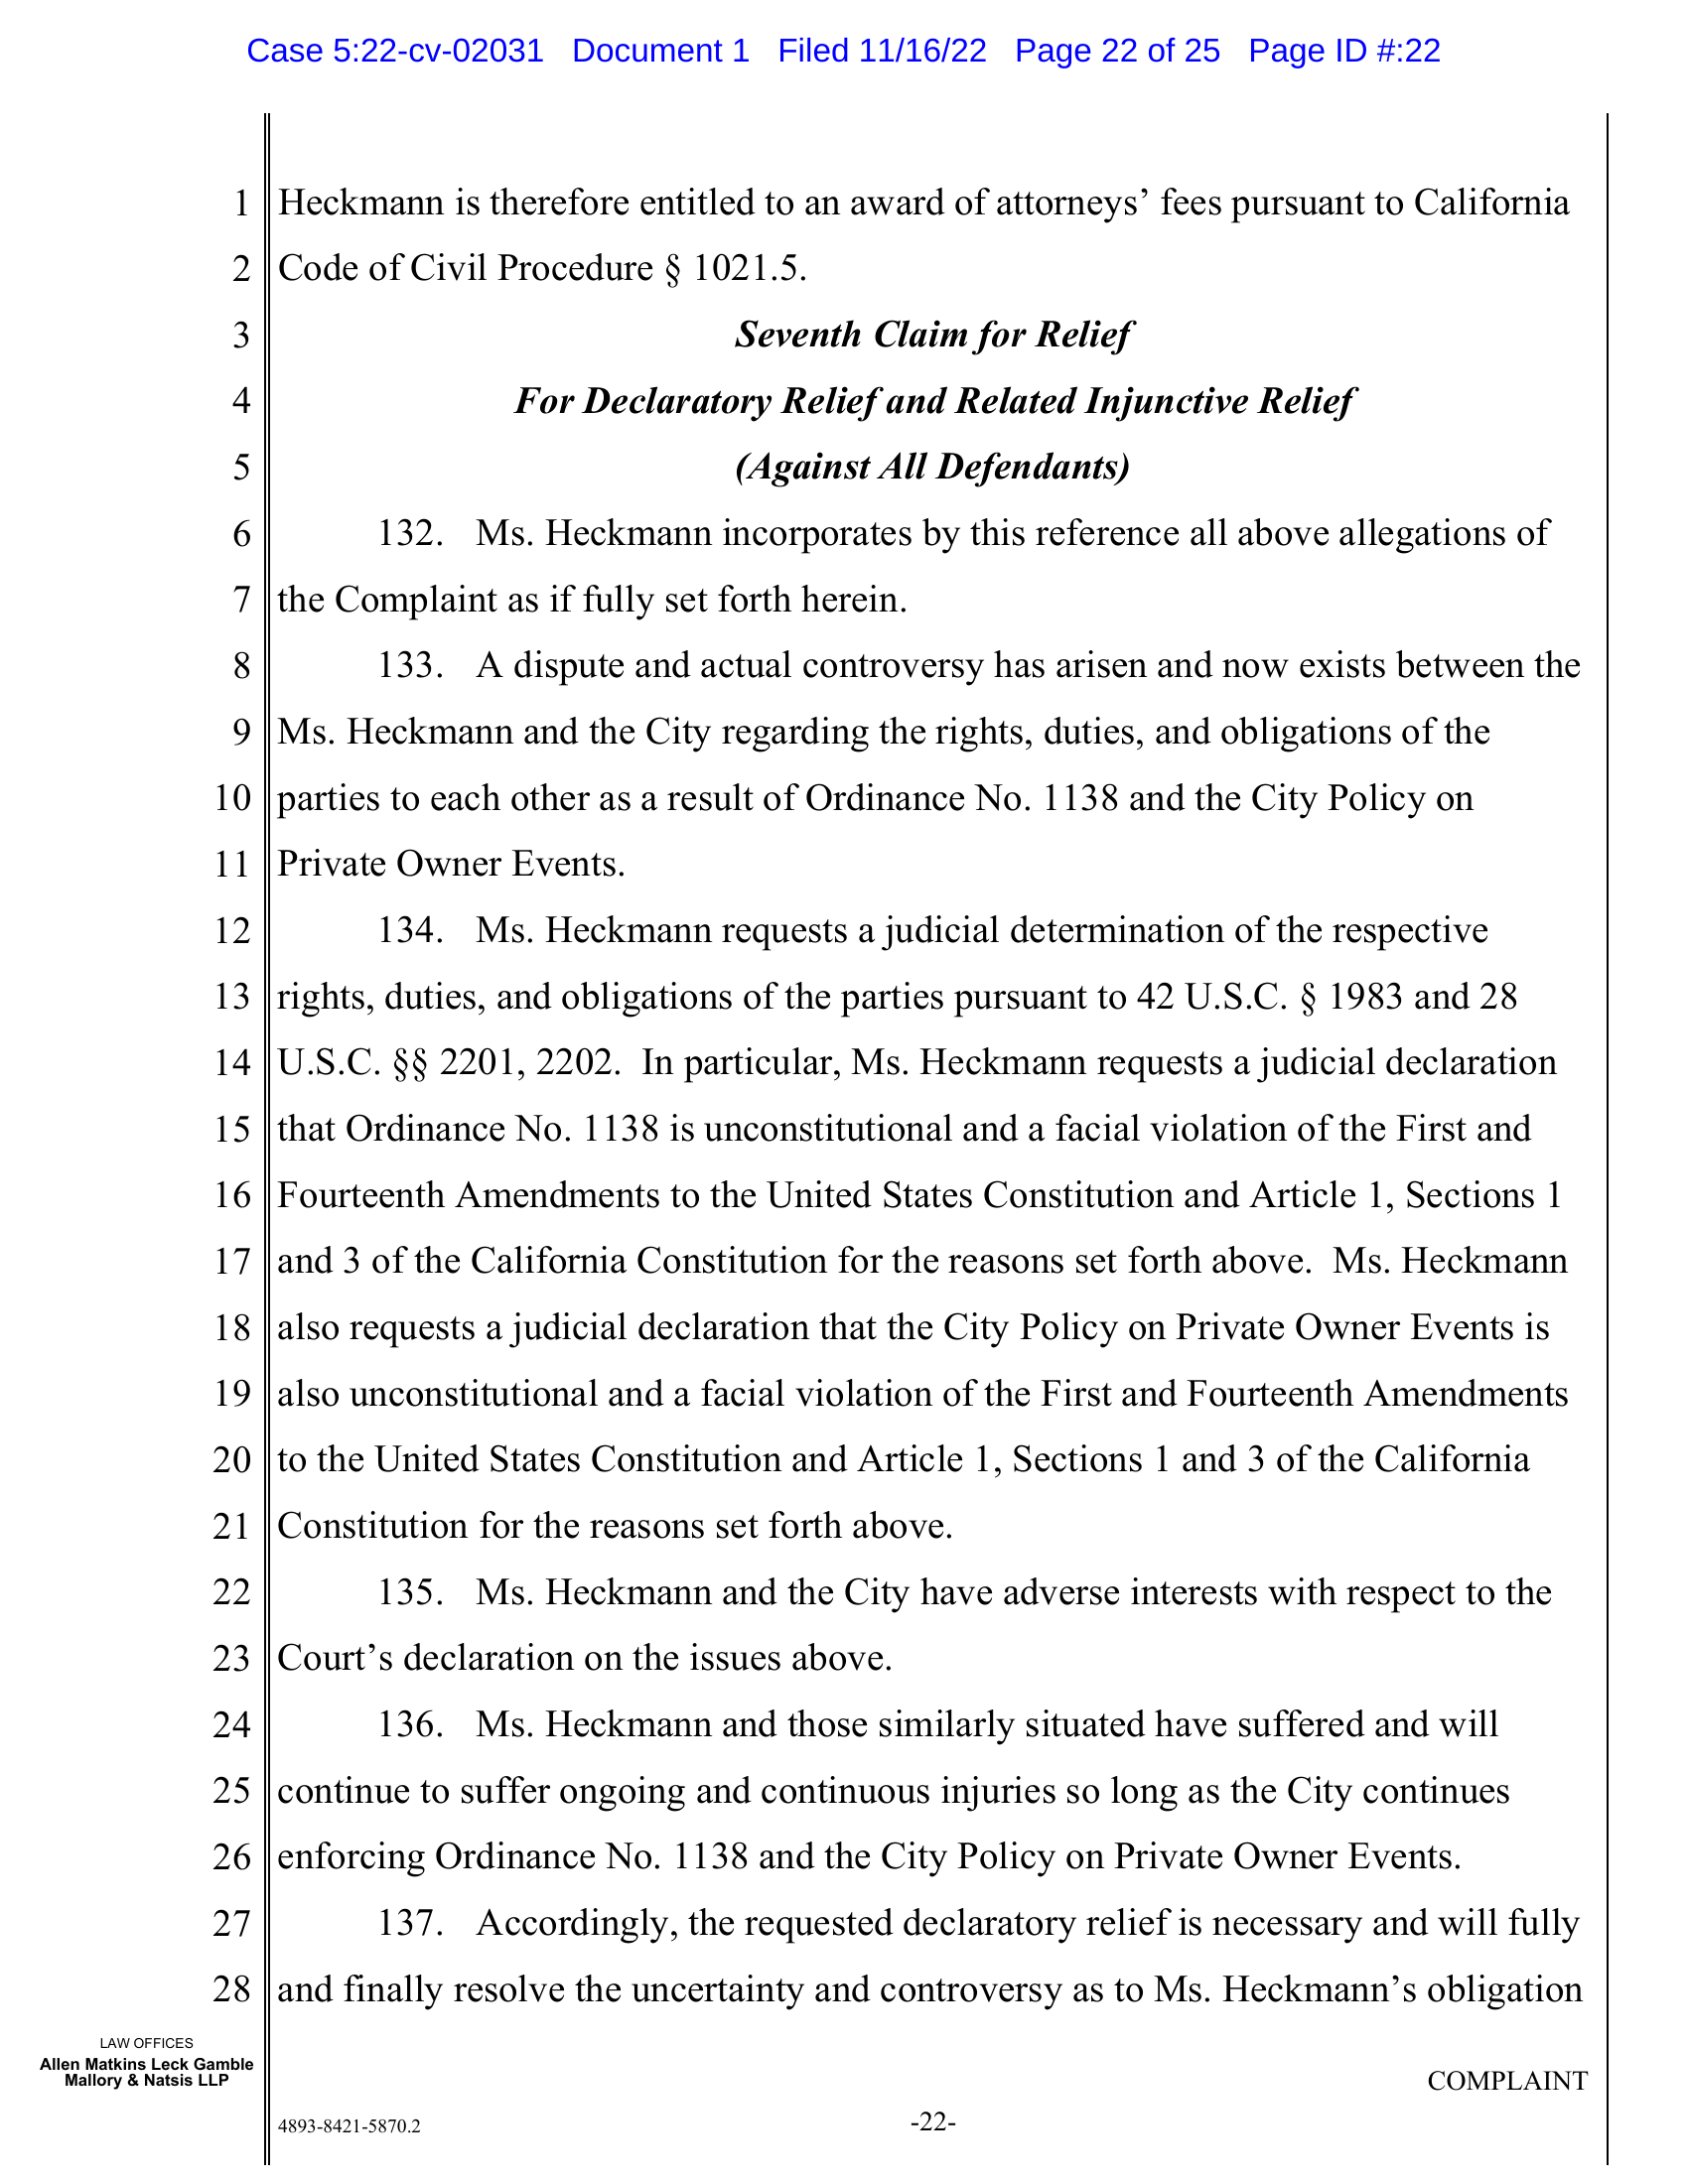 Case 5:22-cv-02031 Document 1 Filed 11/16/22 Page 22 of 25 Page ID #:22
1 Heckmann is therefore entitled to an award of attorneys’ fees pursuant to California
2 Code of Civil Procedure § 1021.5.
3 Seventh Claim for Relief
4 For Declaratory Relief and Related Injunctive Relief
5 (Against All Defendants)
6 132. Ms. Heckmann incorporates by this reference all above allegations of
7 the Complaint as if fully set forth herein.
8 133. A dispute and actual controversy has arisen and now exists between the
9 Ms. Heckmann and the City regarding the rights, duties, and obligations of the
10 parties to each other as a result of Ordinance No. 1138 and the City Policy on
11 Private Owner Events.
12 134. Ms. Heckmann requests a judicial determination of the respective
13 rights, duties, and obligations of the parties pursuant to 42 U.S.C. § 1983 and 28
14 U.S.C. §§ 2201, 2202. In particular, Ms. Heckmann requests a judicial declaration
15 that Ordinance No. 1138 is unconstitutional and a facial violation of the First and
16 Fourteenth Amendments to the United States Constitution and Article 1, Sections 1
17 and 3 of the California Constitution for the reasons set forth above. Ms. Heckmann
18 also requests a judicial declaration that the City Policy on Private Owner Events is
19 also unconstitutional and a facial violation of the First and Fourteenth Amendments
20 to the United States Constitution and Article 1, Sections 1 and 3 of the California
21 Constitution for the reasons set forth above.
22 135. Ms. Heckmann and the City have adverse interests with respect to the
23 Court’s declaration on the issues above.
24 136. Ms. Heckmann and those similarly situated have suffered and will
25 continue to suffer ongoing and continuous injuries so long as the City continues
26 enforcing Ordinance No. 1138 and the City Policy on Private Owner Events.
27 137. Accordingly, the requested declaratory relief is necessary and will fully
28 and finally resolve the uncertainty and controversy as to Ms. Heckmann’s obligation
LAW OFFICES
Allen Matkins Leck Gamble
Mallory & Natsis LLP
COMPLAINT
4893-8421-5870.2
-22-